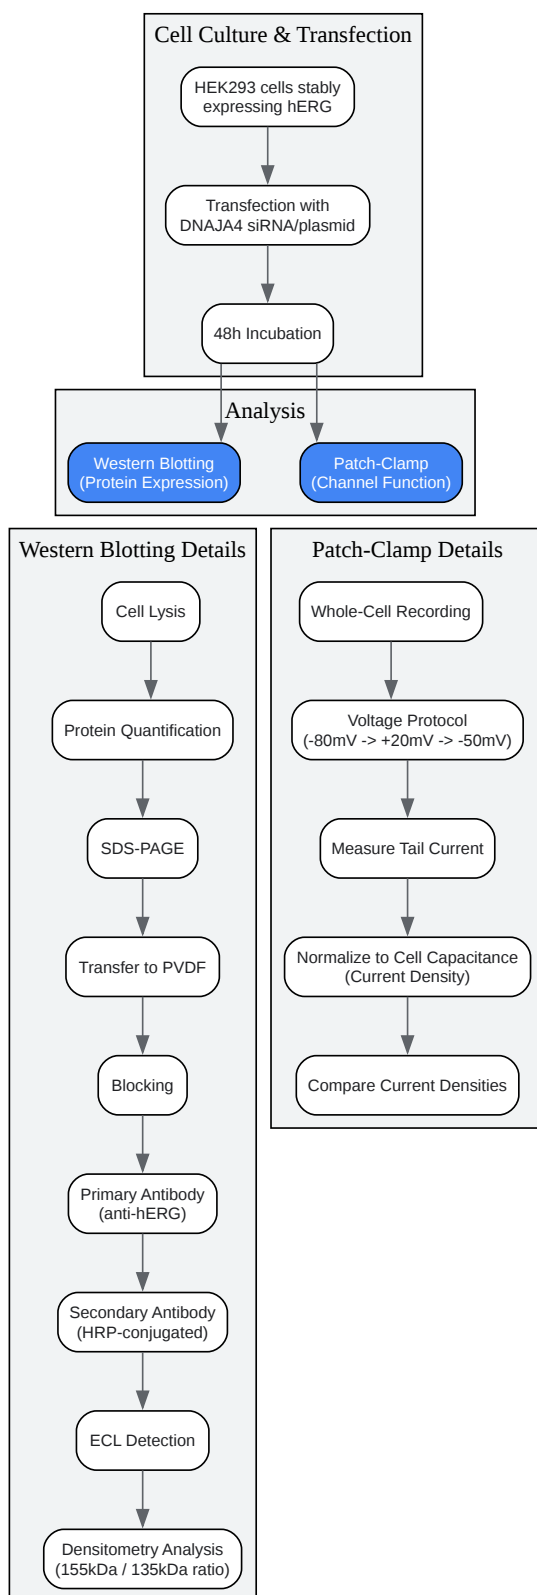 Cell Culture & Transfection
HEK293 cells stably
expressing hERG
Transfection with
DNAJA4 siRNA/plasmid
48h Incubation
Analysis
Western Blotting
(Protein Expression)
Patch-Clamp
(Channel Function)
Western Blotting Details
Cell Lysis
Protein Quantification
SDS-PAGE
Transfer to PVDF
Blocking
Primary Antibody
(anti-hERG)
Secondary Antibody
(HRP-conjugated)
ECL Detection
Densitometry Analysis
(155kDa / 135kDa ratio)
Patch-Clamp Details
Whole-Cell Recording
Voltage Protocol
(-80mV -> +20mV -> -50mV)
Measure Tail Current
Normalize to Cell Capacitance
(Current Density)
Compare Current Densities